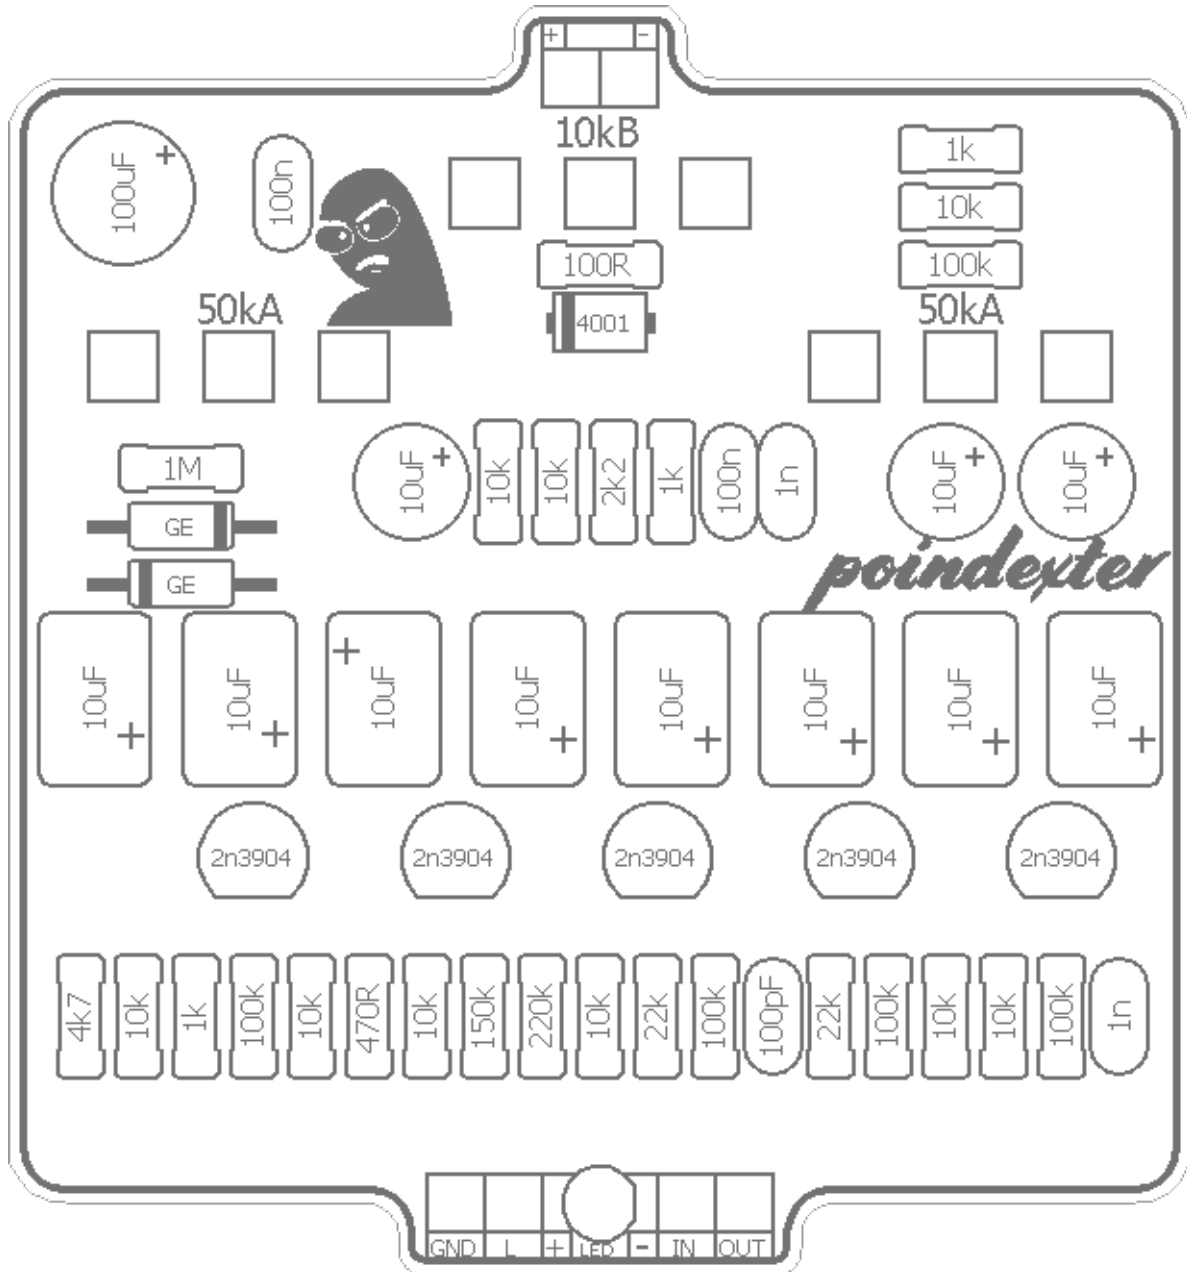 + -
10kB
100uF +
100n
1k
10k
100k
100R
4001
50kA
50kA
1M
GE
GE
10uF +
10k
10k
2k2
1k
100n
1n
10uF +
10uF +
poindexter
10uF +
10uF +
+ 10uF
10uF +
10uF +
10uF +
10uF +
10uF +
2n3904
2n3904
2n3904
2n3904
2n3904
4k7
10k
1k
100k
10k
470R
10k
150k
220k
10k
22k
100k
100pF
22k
100k
10k
10k
100k
1n
GND L + LED - IN OUT